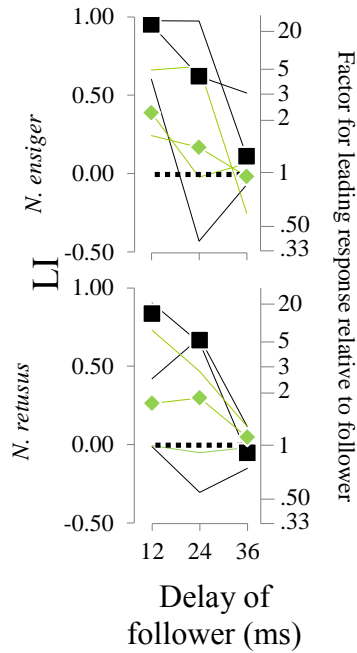 1.00
0.50
0.00
-0.50
N. ensiger
20
5
3
2
1
.50
.33
LI
Factor for leading
response relative to follower
1.00
0.50
0.00
-0.50
N. retusus
20
5
3
2
1
.50
.33
12 24 36
Delay of
follower (ms)